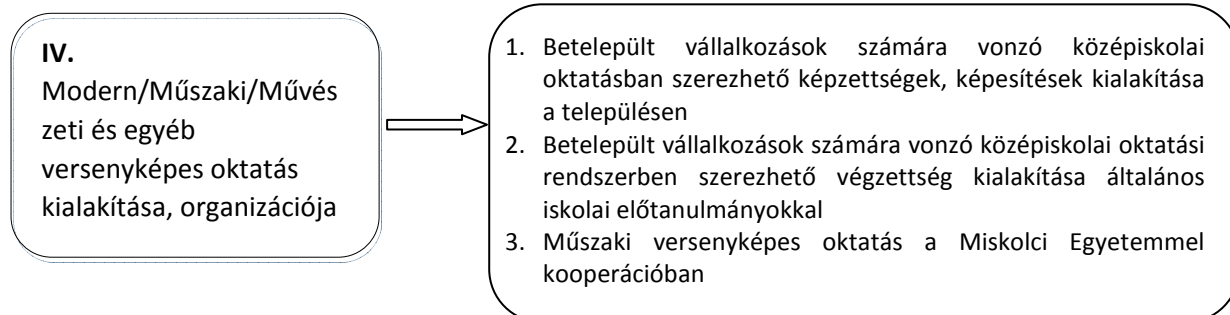 IV.
Modern/Műszaki/Művés
zeti és egyéb
versenyképes oktatás
kialakítása, organizációja
1. Betelepült vállalkozások számára vonzó középiskolai
oktatásban szerezhető képzettségek, képesítések kialakítása
a településen
2. Betelepült vállalkozások számára vonzó középiskolai oktatási
rendszerben szerezhető végzettség kialakítása általános
iskolai előtanulmányokkal
3. Műszaki versenyképes oktatás a Miskolci Egyetemmel
kooperációban